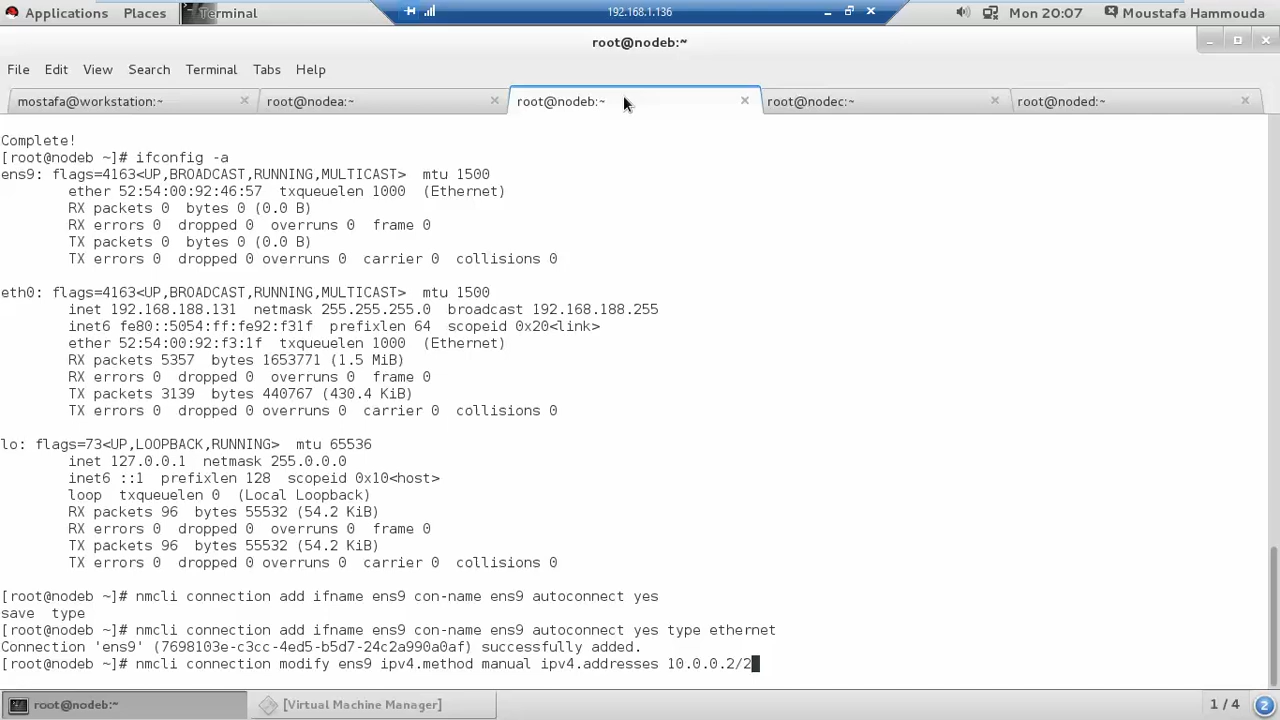 Applications Places Terminal 192.168.1.136 Mon 20:07 Moustafa Hammouda
root@nodeb:~
File Edit View Search Terminal Tabs Help
mostafa@workstation:~ root@nodea:~ root@nodeb:~ root@nodec:~ root@noded:~
Complete!
[root@nodeb ~]# ifconfig -a
ens9: flags=4163<UP,BROADCAST,RUNNING,MULTICAST> mtu 1500
ether 52:54:00:92:46:57 txqueuelen 1000 (Ethernet)
RX packets 0 bytes 0 (0.0 B)
RX errors 0 dropped 0 overruns 0 frame 0
TX packets 0 bytes 0 (0.0 B)
TX errors 0 dropped 0 overruns 0 carrier 0 collisions 0
eth0: flags=4163<UP,BROADCAST,RUNNING,MULTICAST> mtu 1500
inet 192.168.188.131 netmask 255.255.255.0 broadcast 192.168.188.255
inet6 fe80::5054:ff:fe92:f31f prefixlen 64 scopeid 0x20<link>
ether 52:54:00:92:f3:1f txqueuelen 1000 (Ethernet)
RX packets 5357 bytes 1653771 (1.5 MiB)
RX errors 0 dropped 0 overruns 0 frame 0
TX packets 3139 bytes 440767 (430.4 KiB)
TX errors 0 dropped 0 overruns 0 carrier 0 collisions 0
lo: flags=73<UP,LOOPBACK,RUNNING> mtu 65536
inet 127.0.0.1 netmask 255.0.0.0
inet6 ::1 prefixlen 128 scopeid 0x10<host>
loop txqueuelen 0 (Local Loopback)
RX packets 96 bytes 55532 (54.2 KiB)
RX errors 0 dropped 0 overruns 0 frame 0
TX packets 96 bytes 55532 (54.2 KiB)
TX errors 0 dropped 0 overruns 0 carrier 0 collisions 0
[root@nodeb ~]# nmcli connection add ifname ens9 con-name ens9 autoconnect yes
save type
[root@nodeb ~]# nmcli connection add ifname ens9 con-name ens9 autoconnect yes type ethernet
Connection 'ens9' (7698103e-c3cc-4ed5-b5d7-24c2a990a0af) successfully added.
[root@nodeb ~]# nmcli connection modify ens9 ipv4.method manual ipv4.addresses 10.0.0.2/2
root@nodeb:~ [Virtual Machine Manager] 1 / 4 2